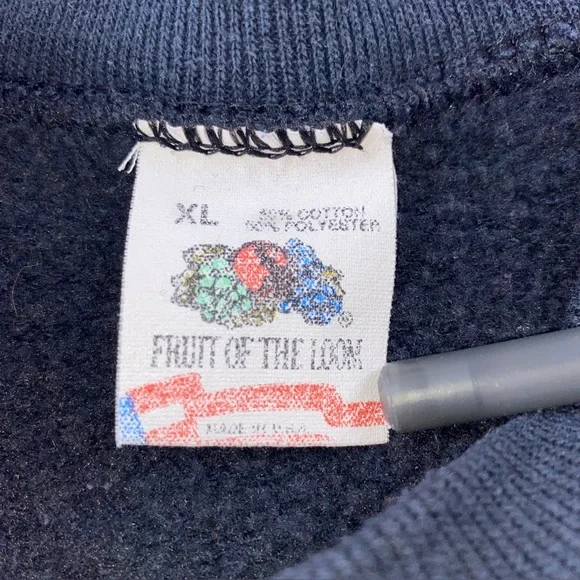 XL
50% COTTON
50% POLYESTER
®
FRUIT OF THE LOOM
MADE IN U.S.A.